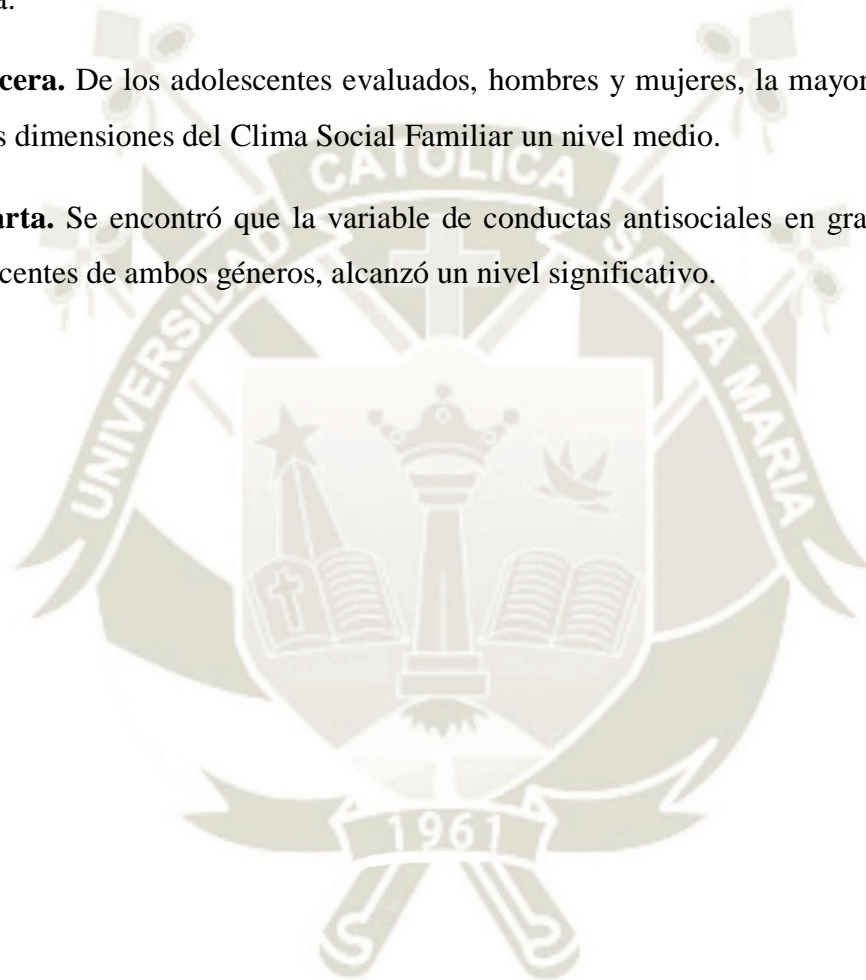 cera. De los adolescentes evaluados, hombres y mujeres, la mayor
s dimensiones del Clima Social Familiar un nivel medio.
arta. Se encontró que la variable de conductas antisociales en gra
centes de ambos géneros, alcanzó un nivel significativo.
CATOLICA
UNIVERSIDAD
SANTA MARIA
1961